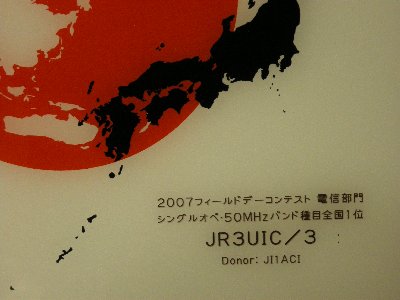 2007フィールドデーコンテスト 電信部門
シングルオペ・50MHzバンド種目全国1位
JR3UIC/3
Donor: JI1ACI